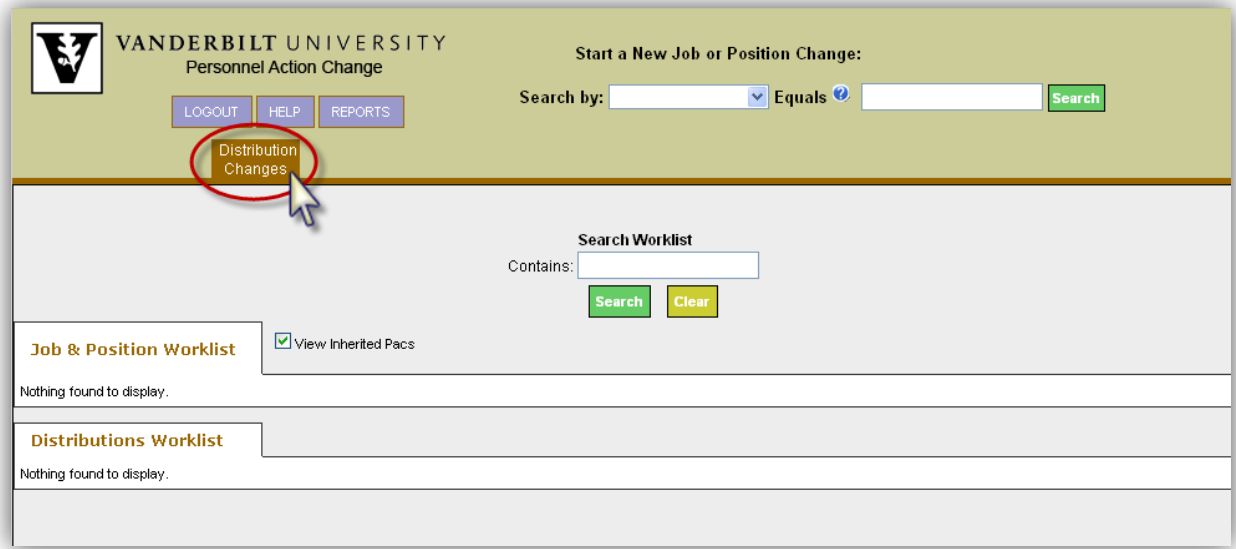 VANDERBILT UNIVERSITY
Personnel Action Change
LOGOUT HELP REPORTS
Distribution
Changes
Start a New Job or Position Change:
Search by: Equals ? Search
Search Worklist
Contains:
Search Clear
Job & Position Worklist View Inherited Pacs
Nothing found to display.
Distributions Worklist
Nothing found to display.